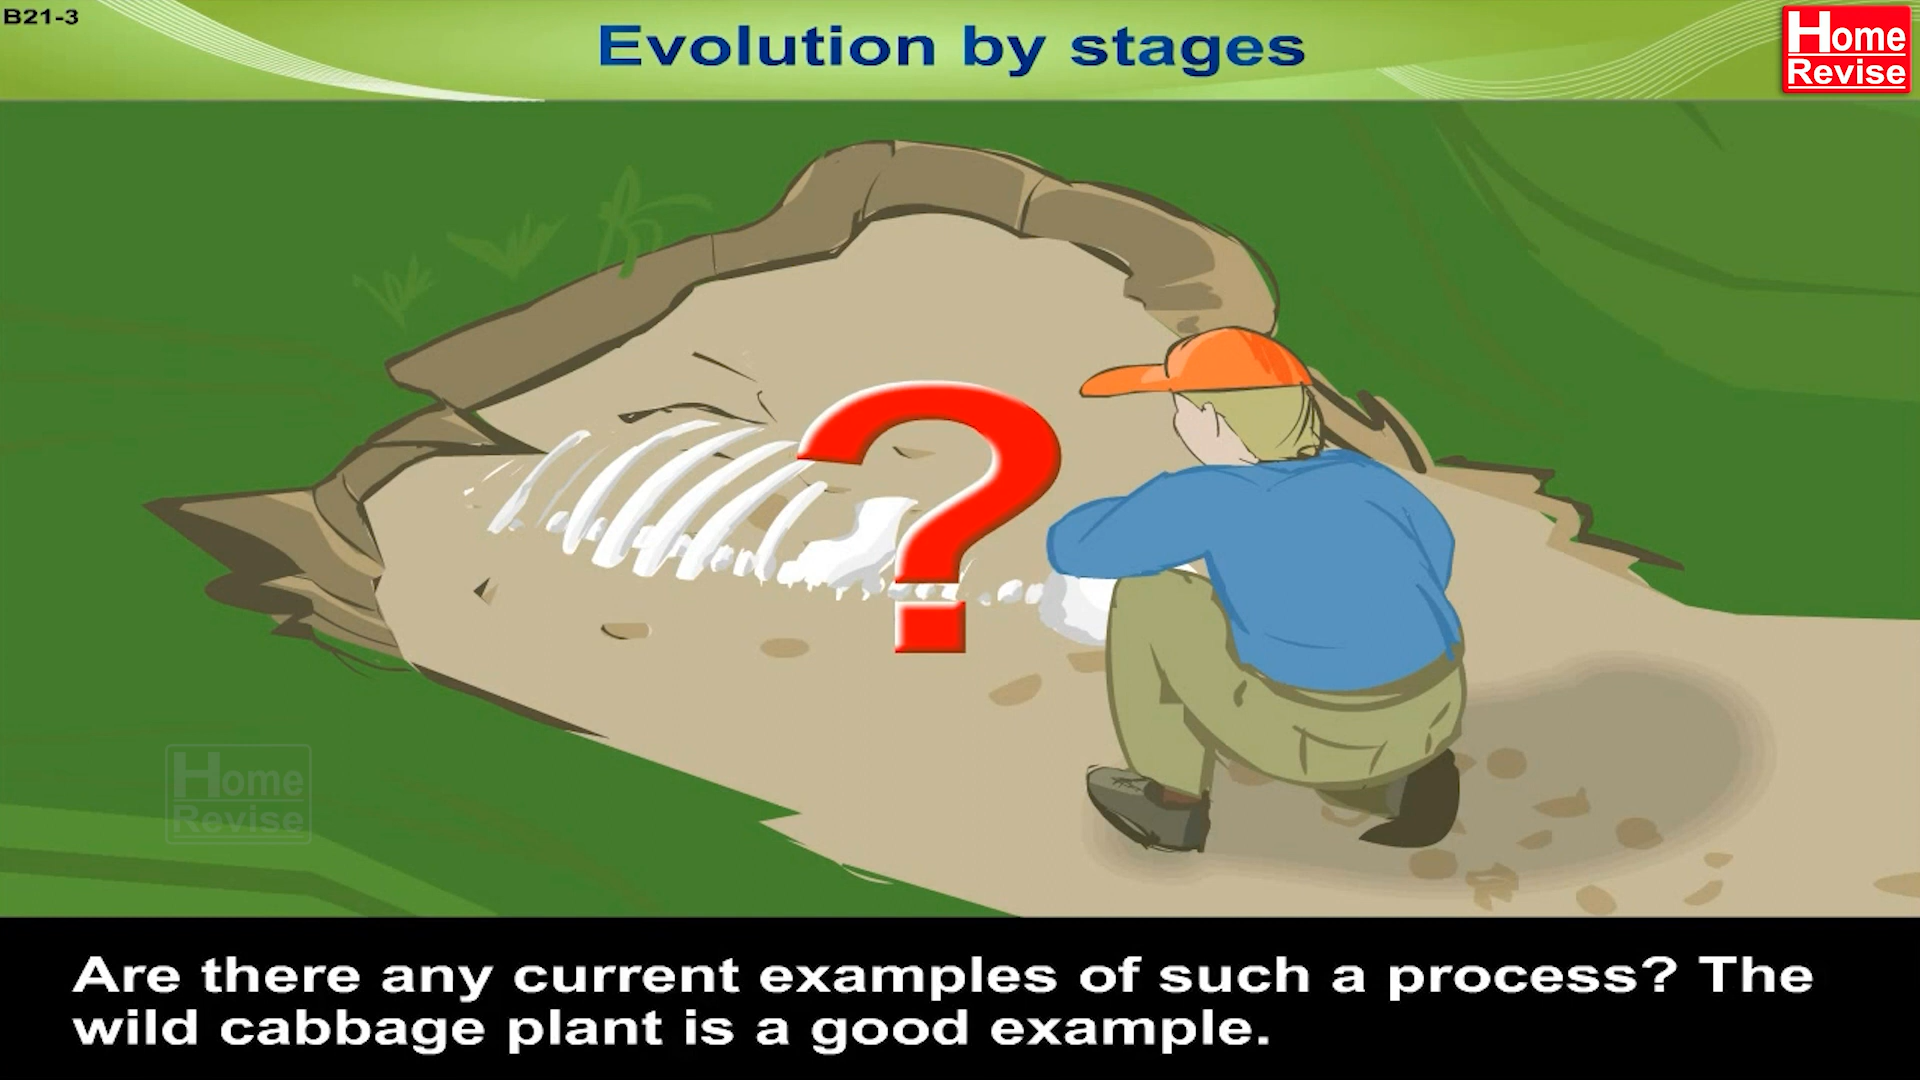 B21-3
Evolution by stages
Home
Revise
?
Home
Revise
Are there any current examples of such a process? The
wild cabbage plant is a good example.